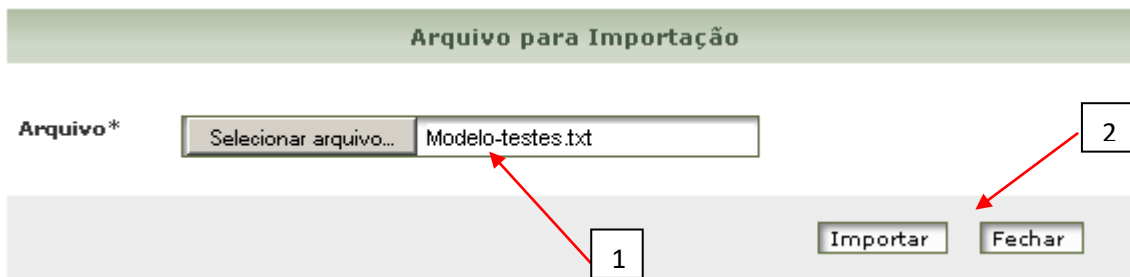 Arquivo para Importação
Arquivo*
Selecionar arquivo... Modelo-testes.txt
2
Importar Fechar
1